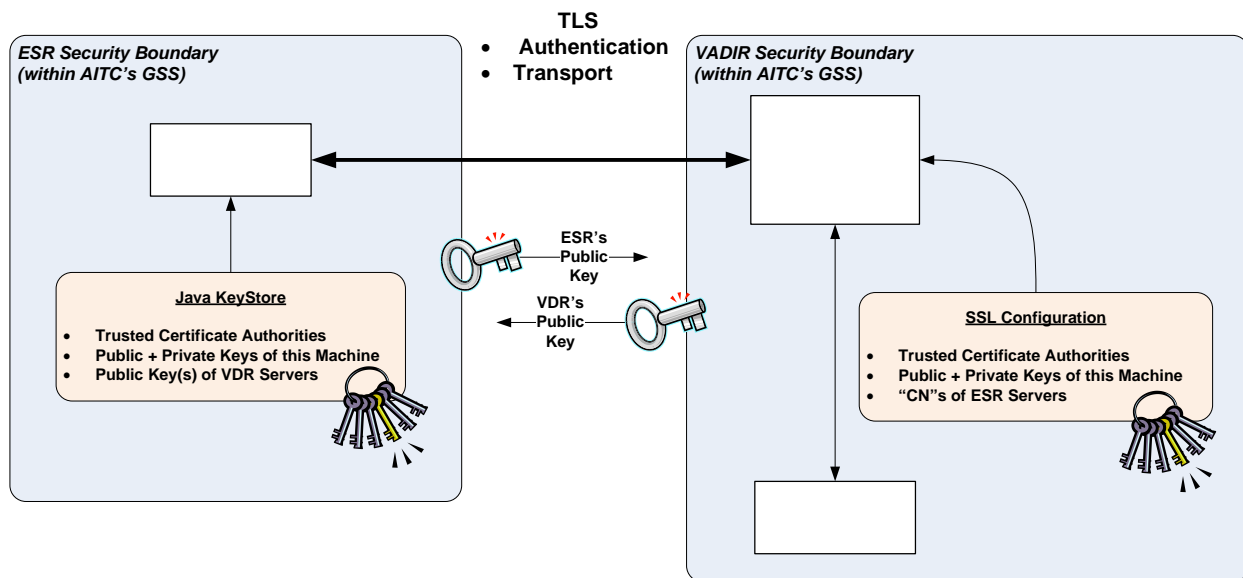 TLS
• Authentication
• Transport
ESR Security Boundary
(within AITC's GSS)
VADIR Security Boundary
(within AITC's GSS)
ESR's
Public
Key
VDR's
Public
Key
Java KeyStore
• Trusted Certificate Authorities
• Public + Private Keys of this Machine
• Public Key(s) of VDR Servers
SSL Configuration
• Trusted Certificate Authorities
• Public + Private Keys of this Machine
• “CN”s of ESR Servers